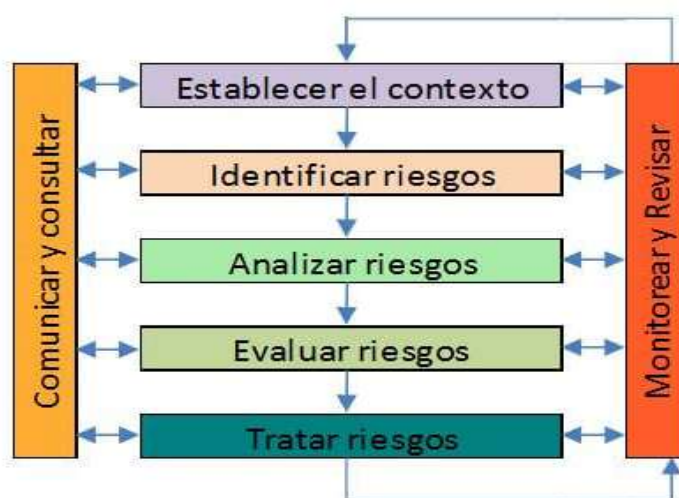 Establecer el contexto
Identificar riesgos
Analizar riesgos
Evaluar riesgos
Tratar riesgos
Comunicar y consultar
Monitorear y Revisar